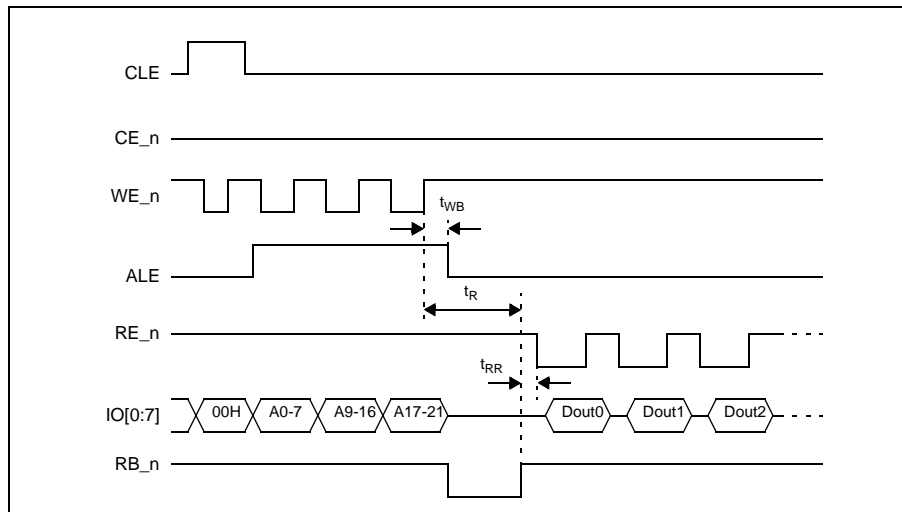 CLE
CE_n
WE_n
tWB
ALE
tR
RE_n
tRR
IO[0:7] 00H A0-7 A9-16 A17-21 Dout0 Dout1 Dout2
RB_n